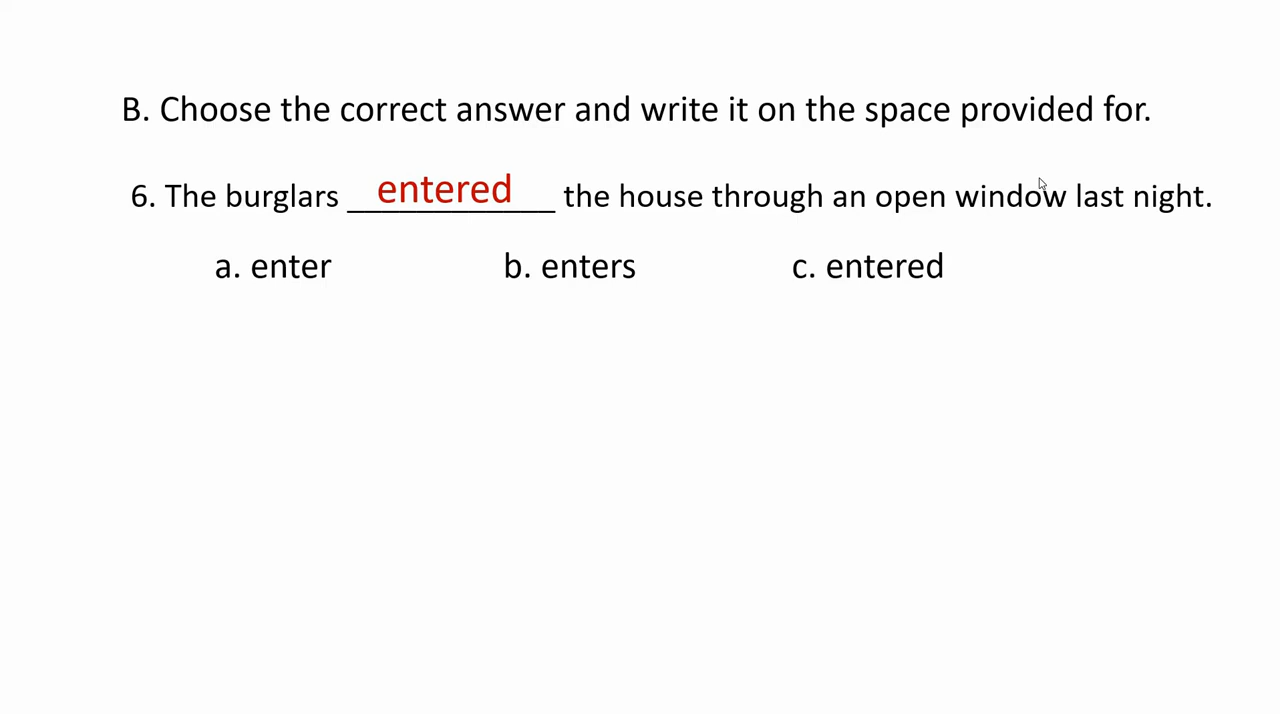 B. Choose the correct answer and write it on the space provided for.
6. The burglars ____________ entered the house through an open window last night.
a. enter b. enters c. entered